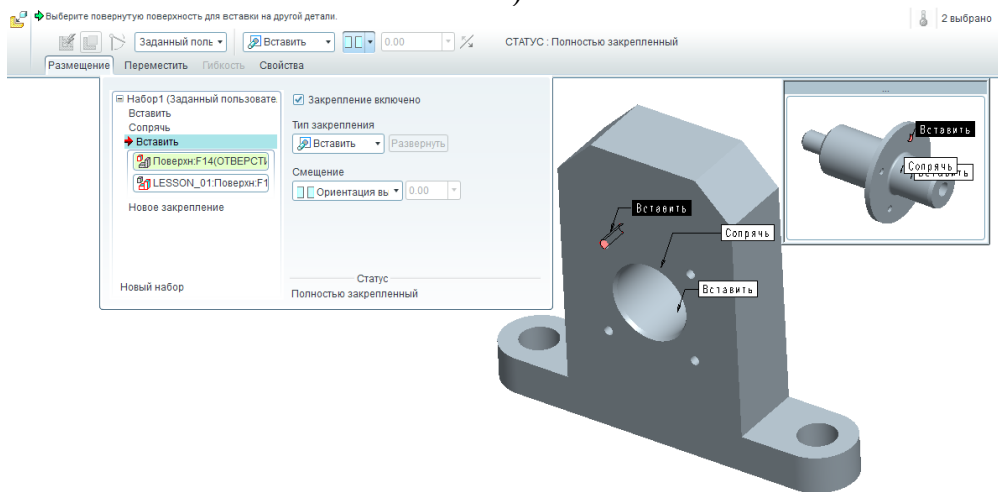 )
Выберите повернутую поверхность для вставки на другой детали.
2 выбрано
Заданный поль
Вставить
0.00
СТАТУС : Полностью закрепленный
Размещение Переместить Гибкость Свойства
Набор1 (Заданный пользовате.
Вставить
Сопрячь
Вставить
Поверхн:F14(ОТВЕРСТИ
LESSON_01:Поверхн:F1
Новое закрепление
Новый набор
Закрепление включено
Тип закрепления
Вставить
Развернуть
Смещение
Ориентация вь
0.00
Статус
Полностью закрепленный
Вставить
Сопрячь
Вставить
...
Вставить
Сопрячь